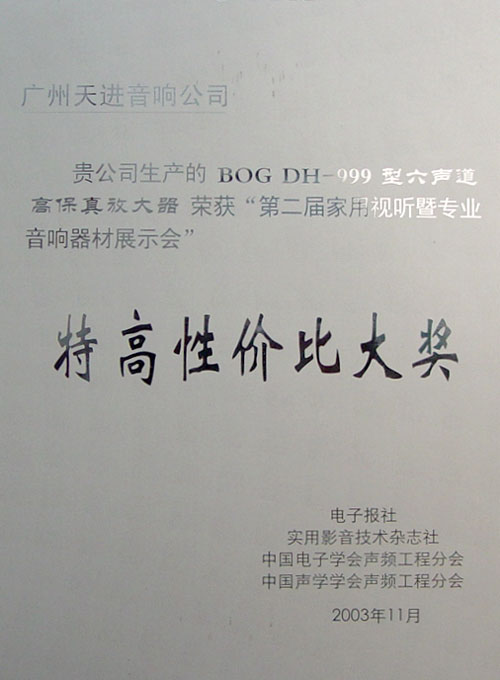 广州天进音响公司
贵公司生产的 BOG DH-999 型六声道
高保真放大器 荣获“第二届家用视听暨专业
音响器材展示会”
特高性价比大奖
电子报社
实用影音技术杂志社
中国电子学会声频工程分会
中国声学学会声频工程分会
2003年11月